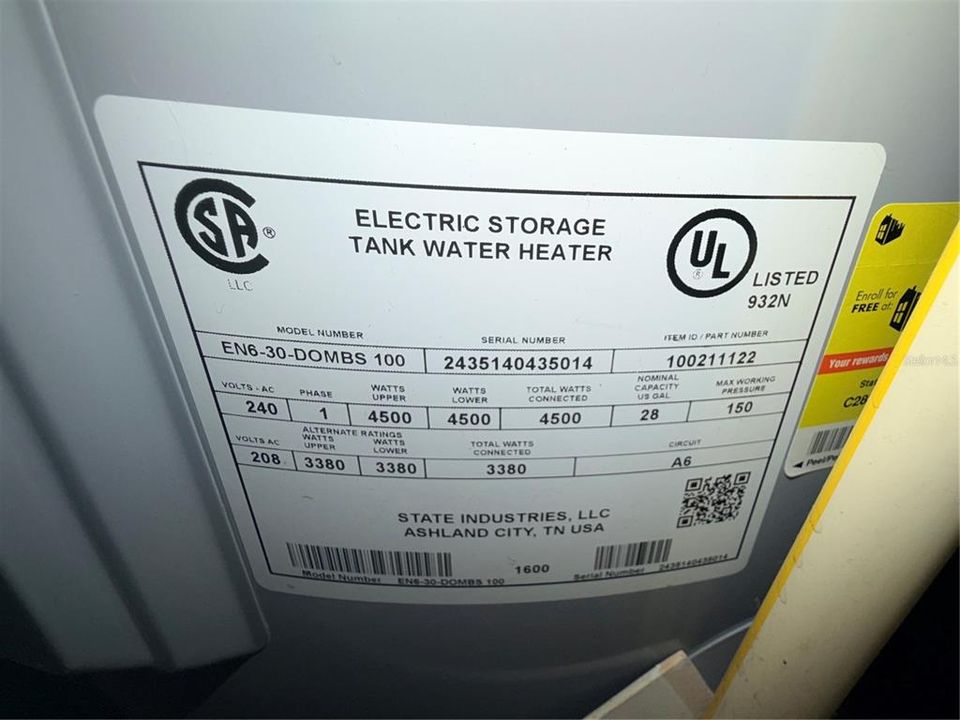 SA ®
LLC
ELECTRIC STORAGE
TANK WATER HEATER
UL ®
LISTED
932N
MODEL NUMBER SERIAL NUMBER ITEM ID / PART NUMBER
EN6-30-DOMBS 100 2435140435014 100211122
VOLTS - AC PHASE WATTS UPPER WATTS LOWER TOTAL WATTS CONNECTED NOMINAL CAPACITY US GAL MAX WORKING PRESSURE
240 1 4500 4500 4500 28 150
ALTERNATE RATINGS
VOLTS AC WATTS UPPER WATTS LOWER TOTAL WATTS CONNECTED CIRCUIT
208 3380 3380 3380 A6
STATE INDUSTRIES, LLC
ASHLAND CITY, TN USA
1600
Model Number EN6-30-DOMBS 100 Serial Number 2435140435014
Enroll for
FREE at:
Your rewards
C28